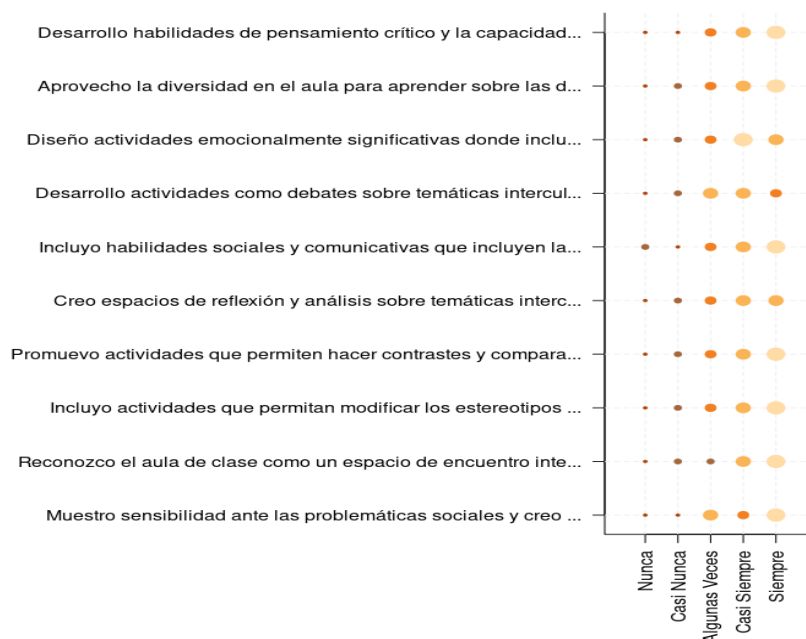 Desarrollo habilidades de pensamiento crítico y la capacidad...
Aprovecho la diversidad en el aula para aprender sobre las d...
Diseño actividades emocionalmente significativas donde inclu...
Desarrollo actividades como debates sobre temáticas intercul...
Incluyo habilidades sociales y comunicativas que incluyen la...
Creo espacios de reflexión y análisis sobre temáticas interc...
Promuevo actividades que permiten hacer contrastes y compara...
Incluyo actividades que permitan modificar los estereotipos ...
Reconozco el aula de clase como un espacio de encuentro inte...
Muestro sensibilidad ante las problemáticas sociales y creo ...
Nunca
Casi Nunca
Algunas Veces
Casi Siempre
Siempre